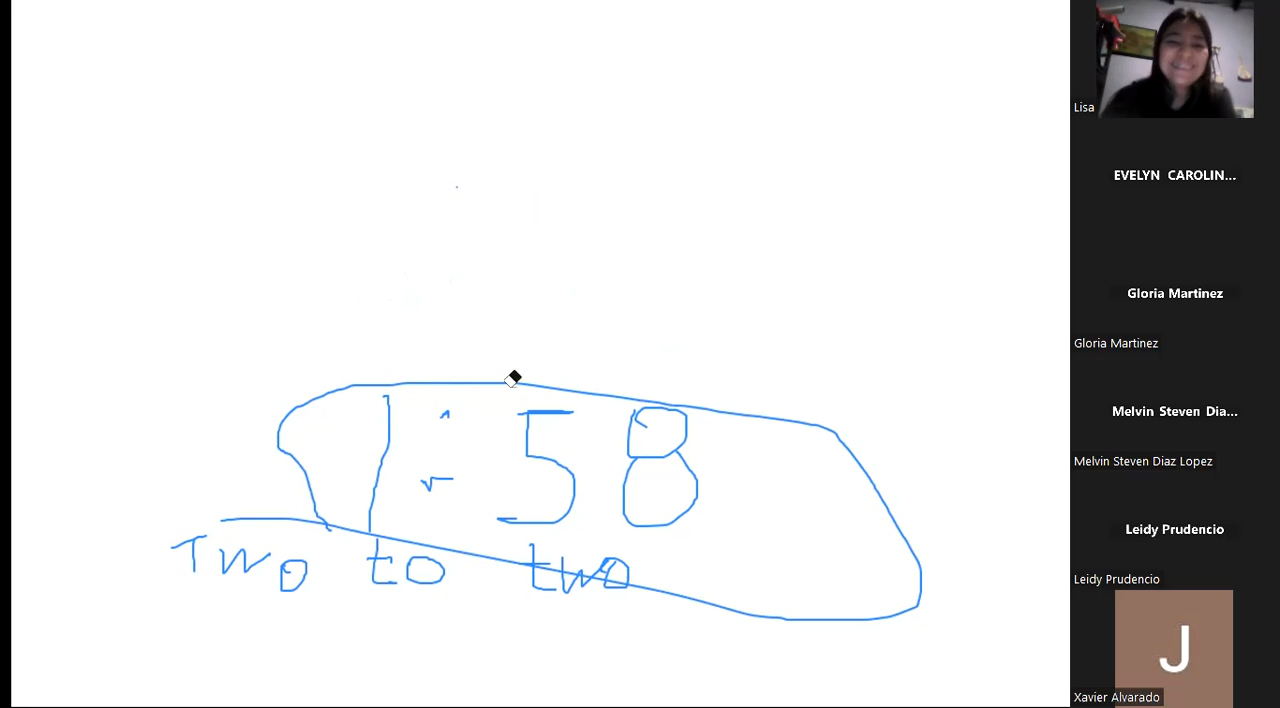 1:58
Two to two
Lisa
EVELYN CAROLIN...
Gloria Martinez
Gloria Martinez
Melvin Steven Dia...
Melvin Steven Diaz Lopez
Leidy Prudencio
Leidy Prudencio
J
Xavier Alvarado